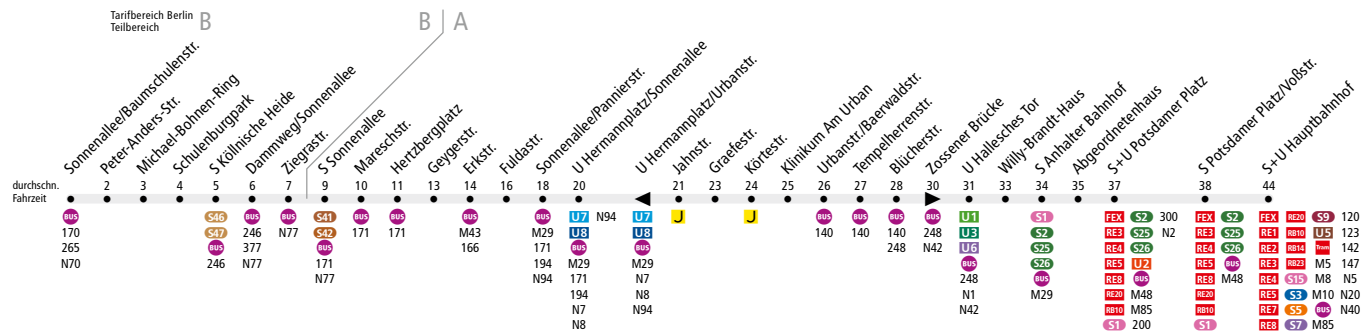 Tarifbereich Berlin
Teilbereich
B
B
A
Sonnenallee/Baumschulenstr.
Peter-Anders-Str.
Michael-Bohnen-Ring
Schulenburgpark
S Köllnische Heide
Dammweg/Sonnenallee
Ziegrastr.
S Sonnenallee
Mareschstr.
Hertzbergplatz
Geygerstr.
Erkstr.
Fuldastr.
Sonnenallee/Pannierstr.
U Hermannplatz/Sonnenallee
U Hermannplatz/Urbanstr.
Jahnstr.
Graefestr.
Körtestr.
Klinikum Am Urban
Urbanstr./Baerwaldstr.
Tempelherrenstr.
Blücherstr.
Zossener Brücke
U Hallesches Tor
Willy-Brandt-Haus
S Anhalter Bahnhof
Abgeordnetenhaus
S+U Potsdamer Platz
S Potsdamer Platz/Voßstr.
S+U Hauptbahnhof
durchschn.
Fahrzeit
2 3 4 5 6 7 9 10 11 13 14 16 18 20 21 23 24 25 26 27 28 30 31 33 34 35 37 38 44
BUS
170
265
N70
S46
S47
BUS
246
BUS
246
377
N77
BUS
N77
S41
S42
BUS
171
N77
BUS
171
BUS
171
BUS
M43
166
BUS
M29
171
194
N94
U7 N94
U8
BUS
M29
171
194
N7
N8
U7
U8
BUS
M29
N7
N8
N94
BUS
140
BUS
140
BUS
140
248
BUS
248
N42
U1
U3
U6
BUS
248
N1
N42
S1
S2
S25
S26
BUS
M29
FEX S2 300
RE3 S25 N2
RE4 S26
RE5 U2
RE8 BUS
RE20 M48
RB10 M85
S1 200
FEX S2
RE3 S25
RE4 S26
RE5 BUS
RE8 M48
RE20
RB10
S1
FEX RE20 S9 120
RE1 RB10 U5 123
RE2 RB14 Tram 142
RE3 RB23 M5 147
RE4 S15 M8 N5
RE5 S3 M10 N20
RE7 S5 BUS N40
RE8 S7 M85